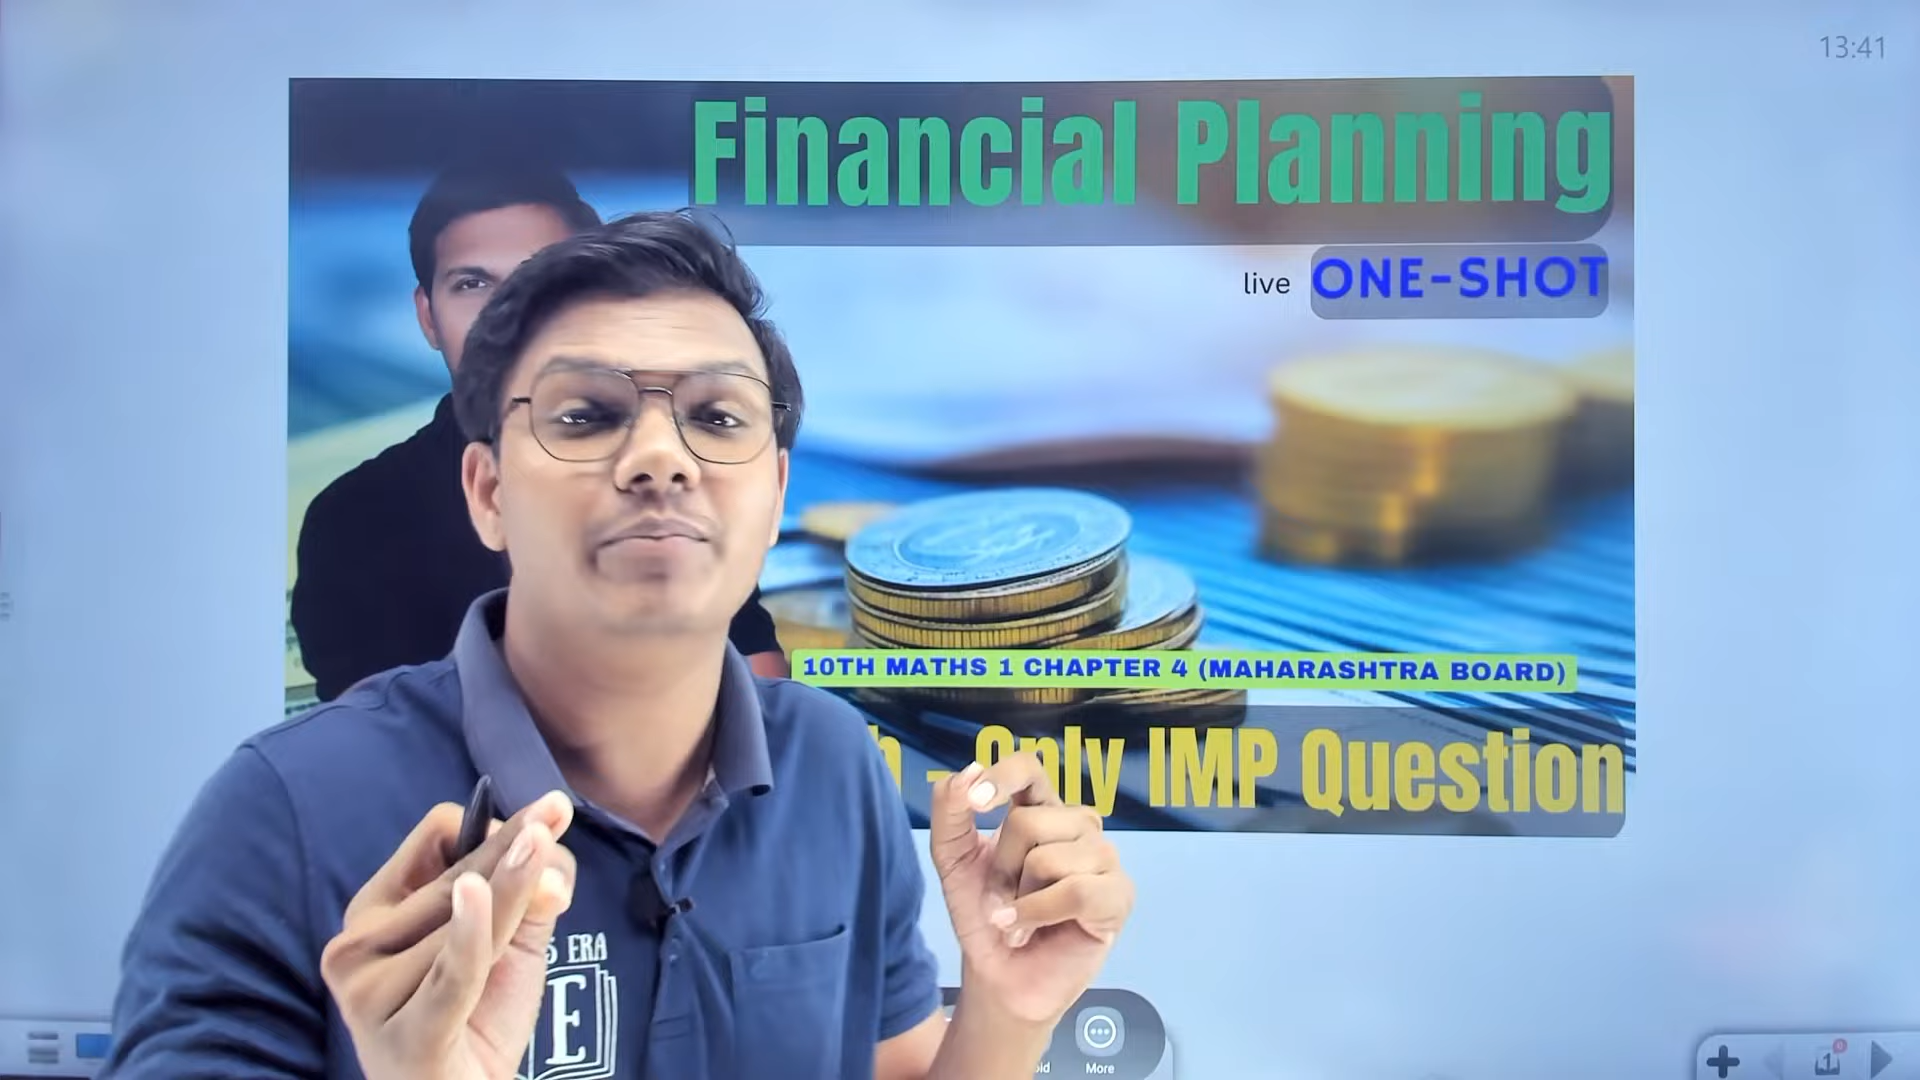 13:41
Financial Planning
live ONE-SHOT
10TH MATHS 1 CHAPTER 4 (MAHARASHTRA BOARD)
- Only IMP Question
ERA
E
More
1